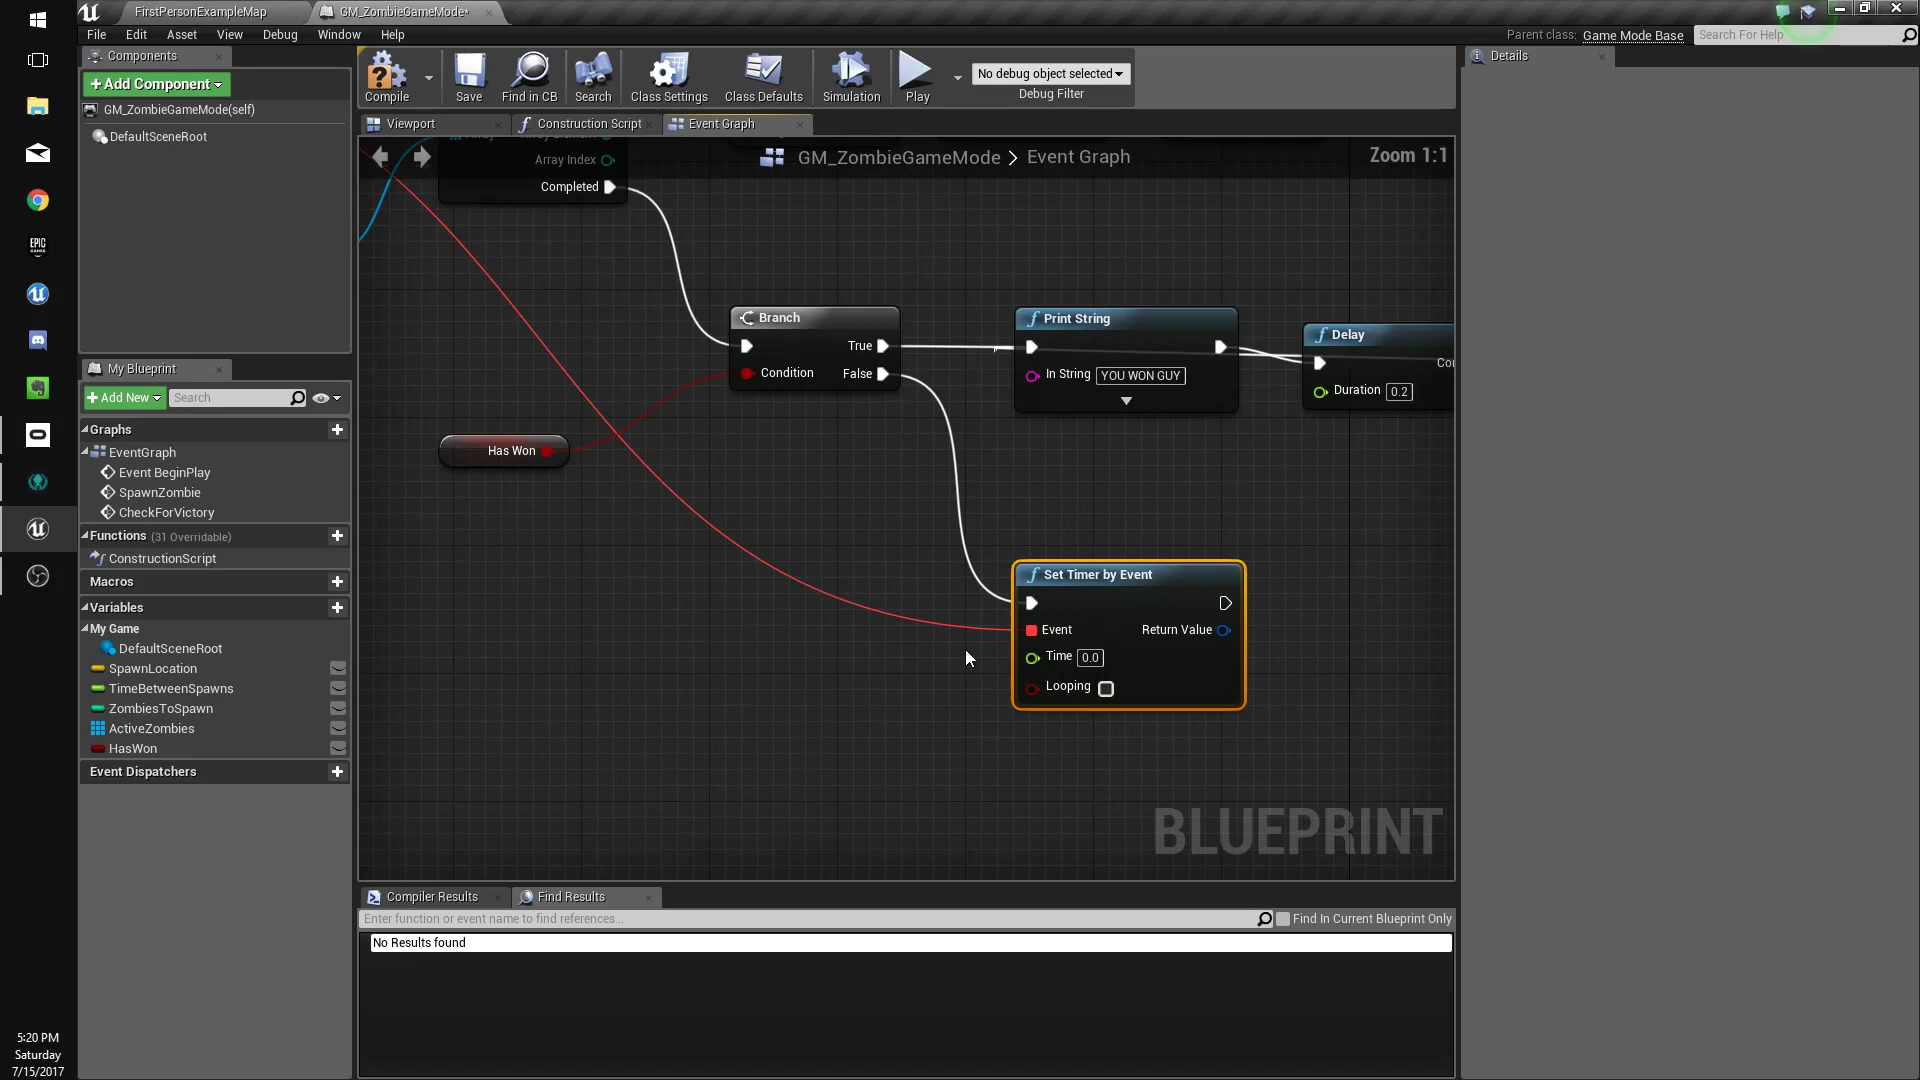 FirstPersonExampleMap
GM_ZombieGameMode*
File Edit Asset View Debug Window Help
Parent class: Game Mode Base
Search For Help
Components
+ Add Component
GM_ZombieGameMode(self)
DefaultSceneRoot
Compile
Save
Find in CB
Search
Class Settings
Class Defaults
Simulation
Play
No debug object selected
Debug Filter
Details
Viewport
Construction Script
Event Graph
GM_ZombieGameMode > Event Graph
Zoom 1:1
Array Index
Completed
Branch
True
Condition
False
Has Won
Print String
In String YOU WON GUY
Delay
Duration 0.2
Set Timer by Event
Event
Return Value
Time 0.0
Looping
BLUEPRINT
My Blueprint
+ Add New
Search
Graphs
EventGraph
Event BeginPlay
SpawnZombie
CheckForVictory
Functions (31 Overridable)
ConstructionScript
Macros
Variables
My Game
DefaultSceneRoot
SpawnLocation
TimeBetweenSpawns
ZombiesToSpawn
ActiveZombies
HasWon
Event Dispatchers
Compiler Results
Find Results
Enter function or event name to find references...
Find In Current Blueprint Only
No Results found
EPIC
GAMES
5:20 PM
Saturday
7/15/2017